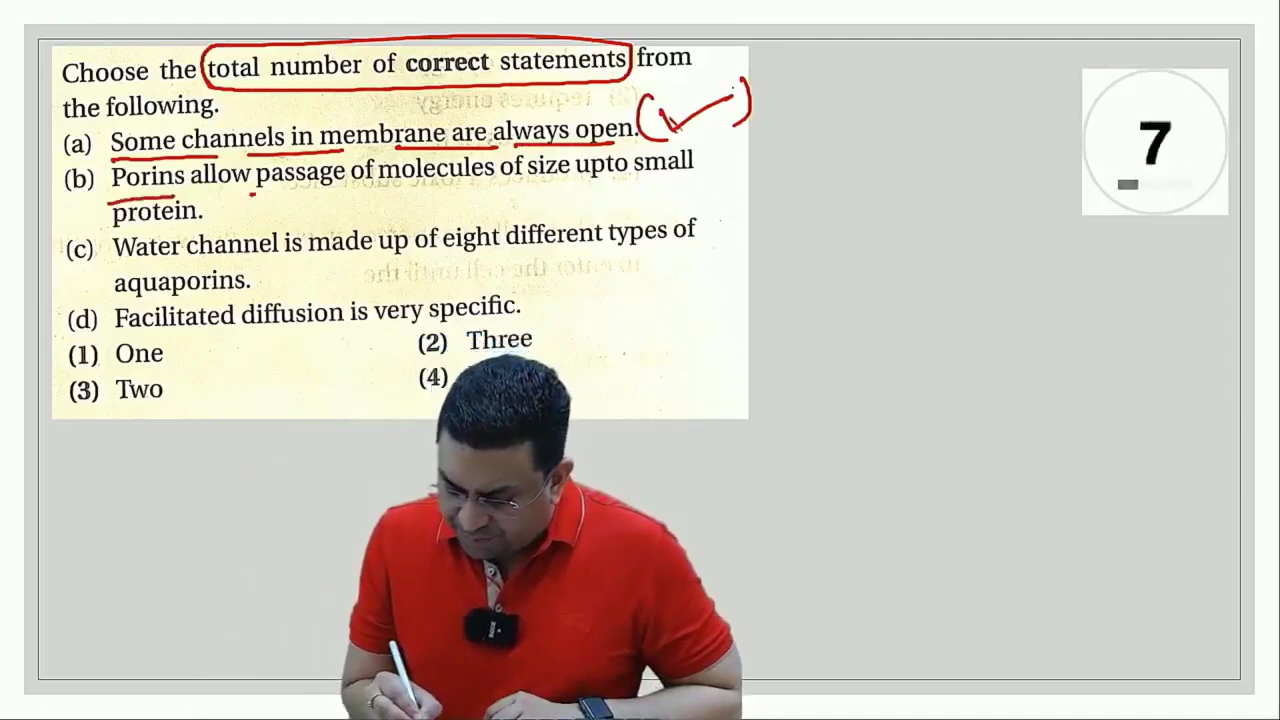 Choose the total number of correct statements from
the following.
(a) Some channels in membrane are always open.
(b) Porins allow passage of molecules of size upto small
protein.
(c) Water channel is made up of eight different types of
aquaporins.
(d) Facilitated diffusion is very specific.
(1) One (2) Three
(3) Two (4)
7